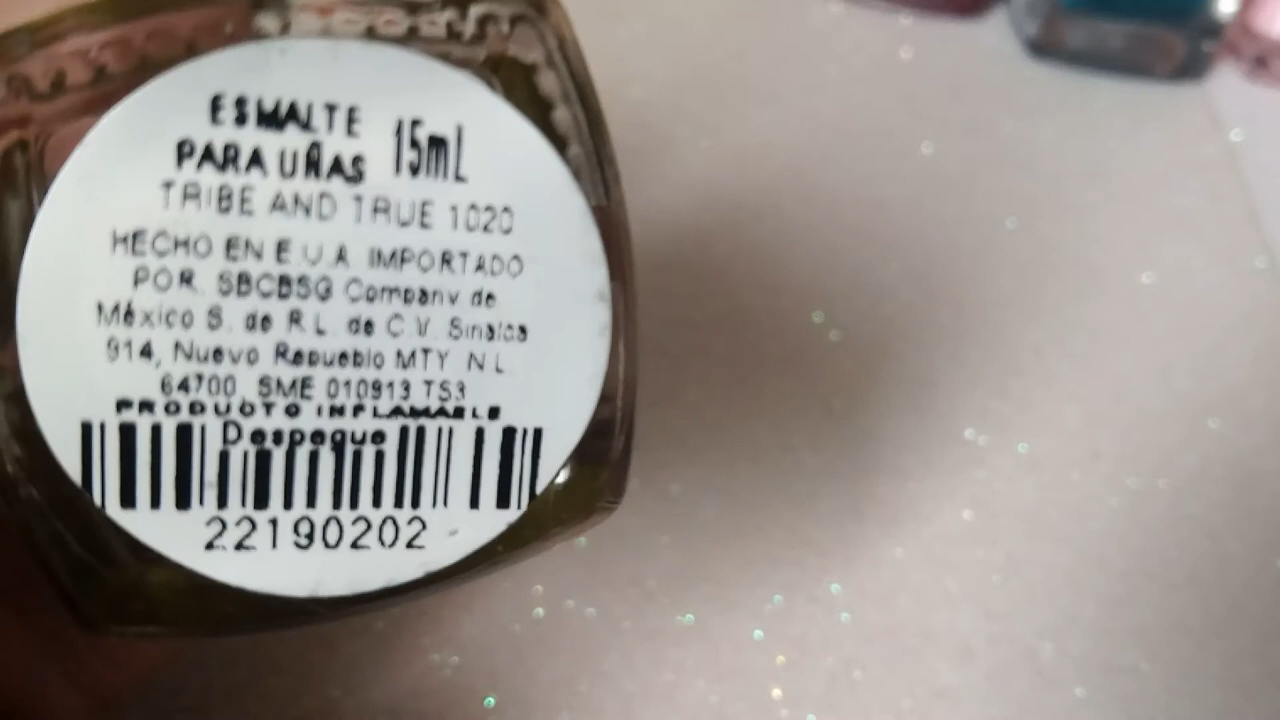 ESMALTE
PARA UÑAS 15mL
TRIBE AND TRUE 1020
HECHO EN E.U.A. IMPORTADO
POR. SBCBSG Company de
México S. de R.L. de C.V. Sinaloa
914, Nuevo Repueblo MTY N.L.
64700. SME 010913 TS3
PRODUCTO INFLAMABLE
Despegue
22190202